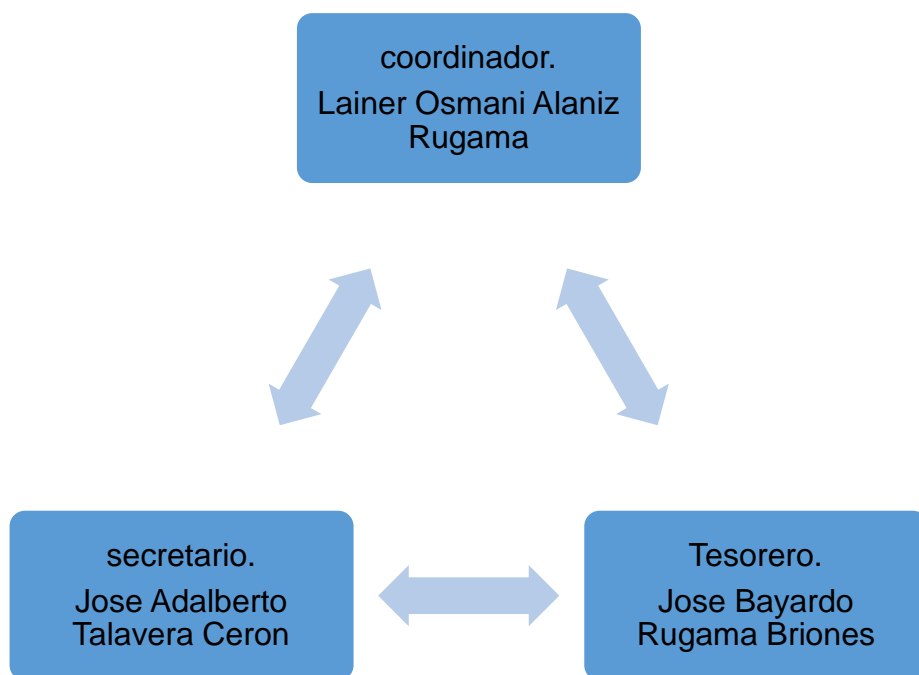 coordinador.
Lainer Osmani Alaniz
Rugama
secretario.
Jose Adalberto
Talavera Ceron
Tesorero.
Jose Bayardo
Rugama Briones